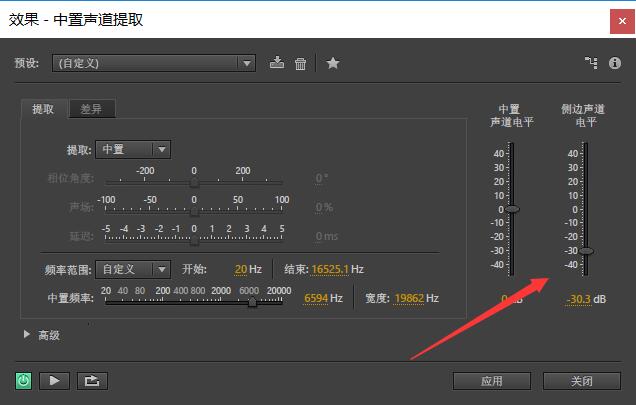 效果 - 中置声道提取
预设: (自定义)
提取 差异
提取: 中置
-200 0 200
相位角度: 0 °
-100 -50 0 50 100
声场: 0 %
-5 -4 -3 -2 -1 0 1 2 3 4 5
延迟: 0 ms
频率范围: 自定义 开始: 20 Hz 结束: 16525.1 Hz
20 40 80 200 400 800 2000 6000 20000
中置频率: 6594 Hz 宽度: 19862 Hz
高级
中置
声道电平
40
30
20
10
0
-10
-20
-30
-40
0 dB
侧边声道
电平
40
30
20
10
0
-10
-20
-30
-40
-30.3 dB
应用 关闭